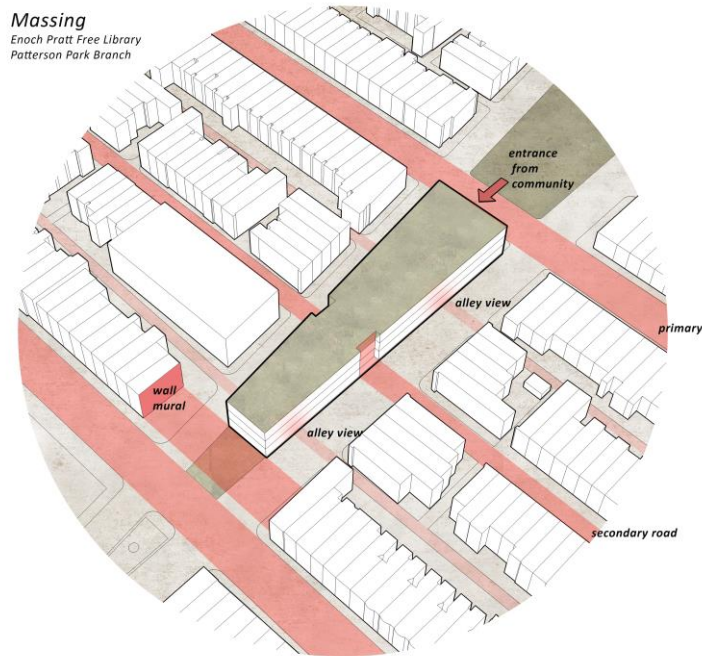 Massing
Enoch Pratt Free Library
Patterson Park Branch
entrance
from
community
alley view
primary
wall
mural
alley view
secondary road